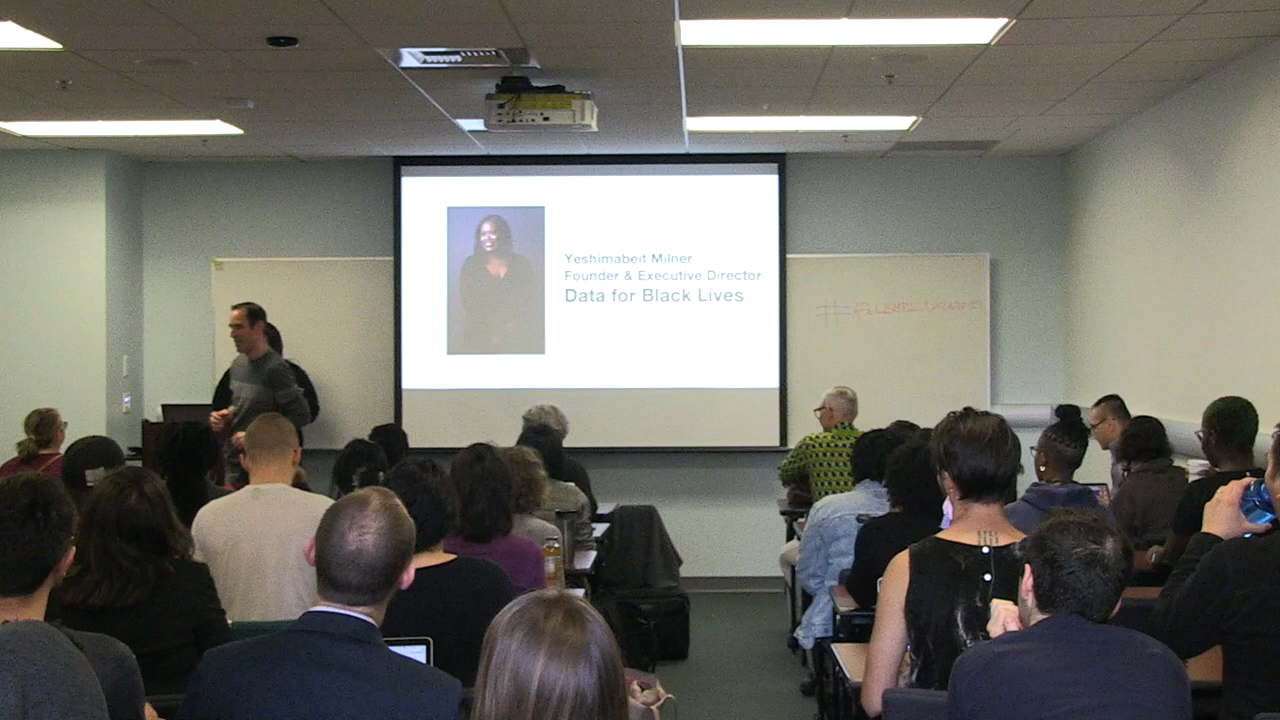 Yeshimabeit Milner
Founder & Executive Director
Data for Black Lives